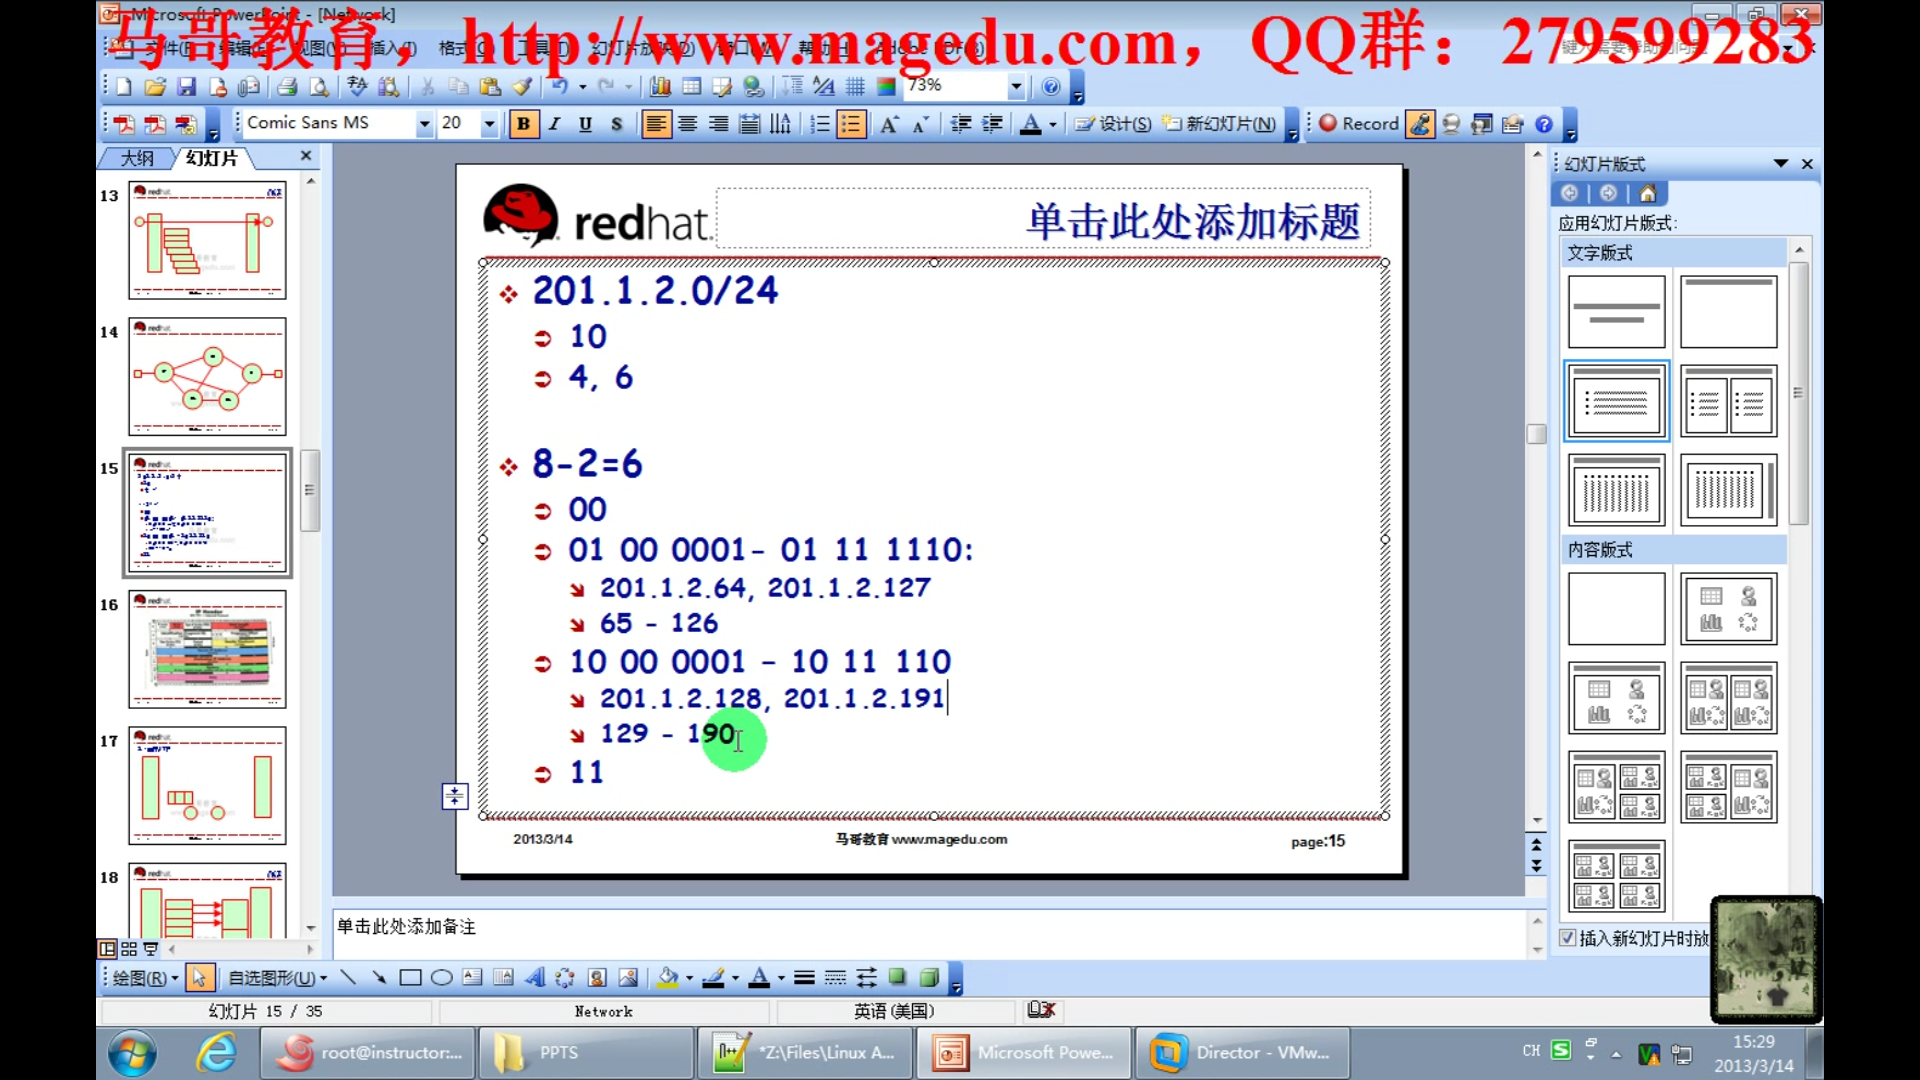 马哥教育，http://www.magedu.com，QQ群：279599283
Microsoft PowerPoint - [Network]
73%
Comic Sans MS
20
B I U S
设计(S)
新幻灯片(N)
Record
大纲
幻灯片
13
14
15
16
17
18
redhat.
单击此处添加标题
201.1.2.0/24
10
4, 6
8-2=6
00
01 00 0001- 01 11 1110:
201.1.2.64, 201.1.2.127
65 - 126
10 00 0001 - 10 11 110
201.1.2.128, 201.1.2.191
129 - 190
11
2013/3/14
马哥教育 www.magedu.com
page:15
单击此处添加备注
幻灯片版式
应用幻灯片版式:
文字版式
内容版式
插入新幻灯片时放
绘图(R)
自选图形(U)
幻灯片 15 / 35
Network
英语(美国)
root@instructor:...
PPTS
*Z:\Files\Linux A...
Microsoft Powe...
Director - VMw...
CH
15:29
2013/3/14